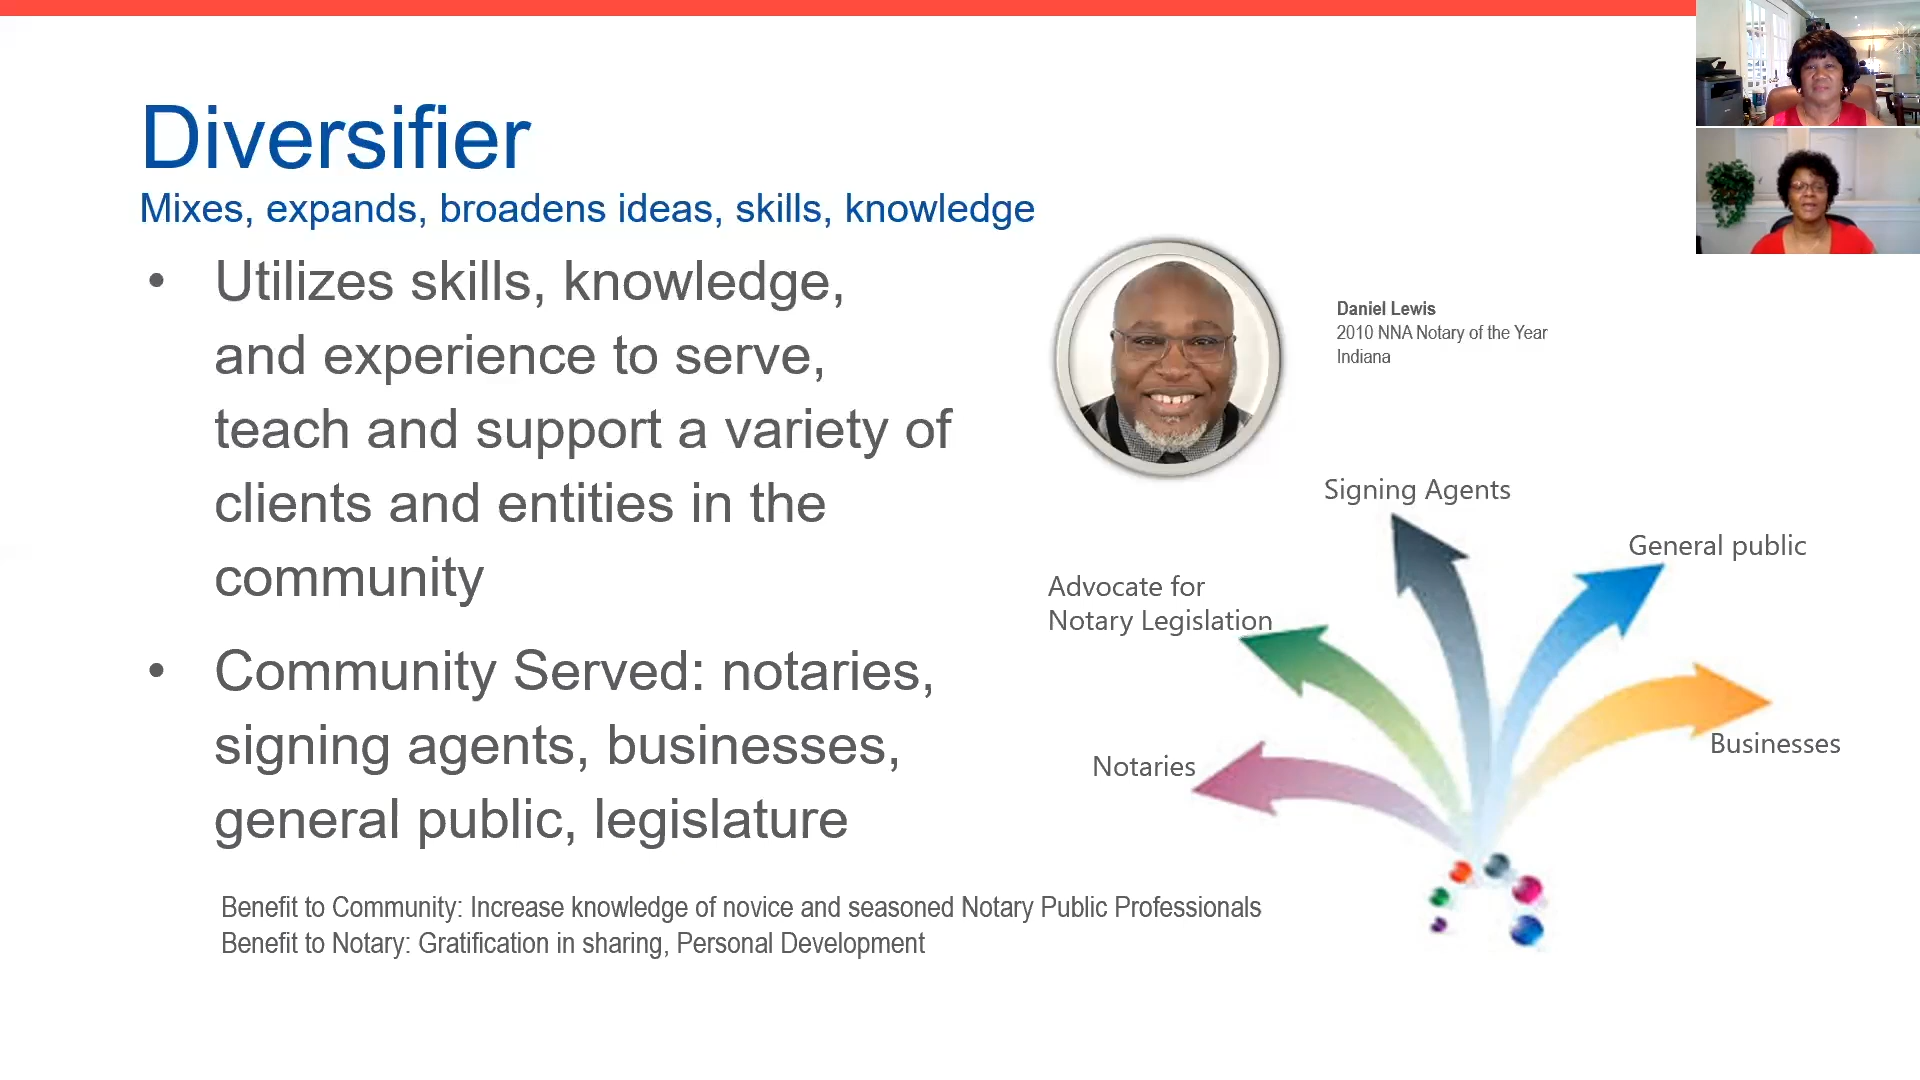 Diversifier
Mixes, expands, broadens ideas, skills, knowledge
• Utilizes skills, knowledge,
and experience to serve,
teach and support a variety of
clients and entities in the
community
• Community Served: notaries,
signing agents, businesses,
general public, legislature
Benefit to Community: Increase knowledge of novice and seasoned Notary Public Professionals
Benefit to Notary: Gratification in sharing, Personal Development
Daniel Lewis
2010 NNA Notary of the Year
Indiana
Signing Agents
General public
Advocate for
Notary Legislation
Businesses
Notaries